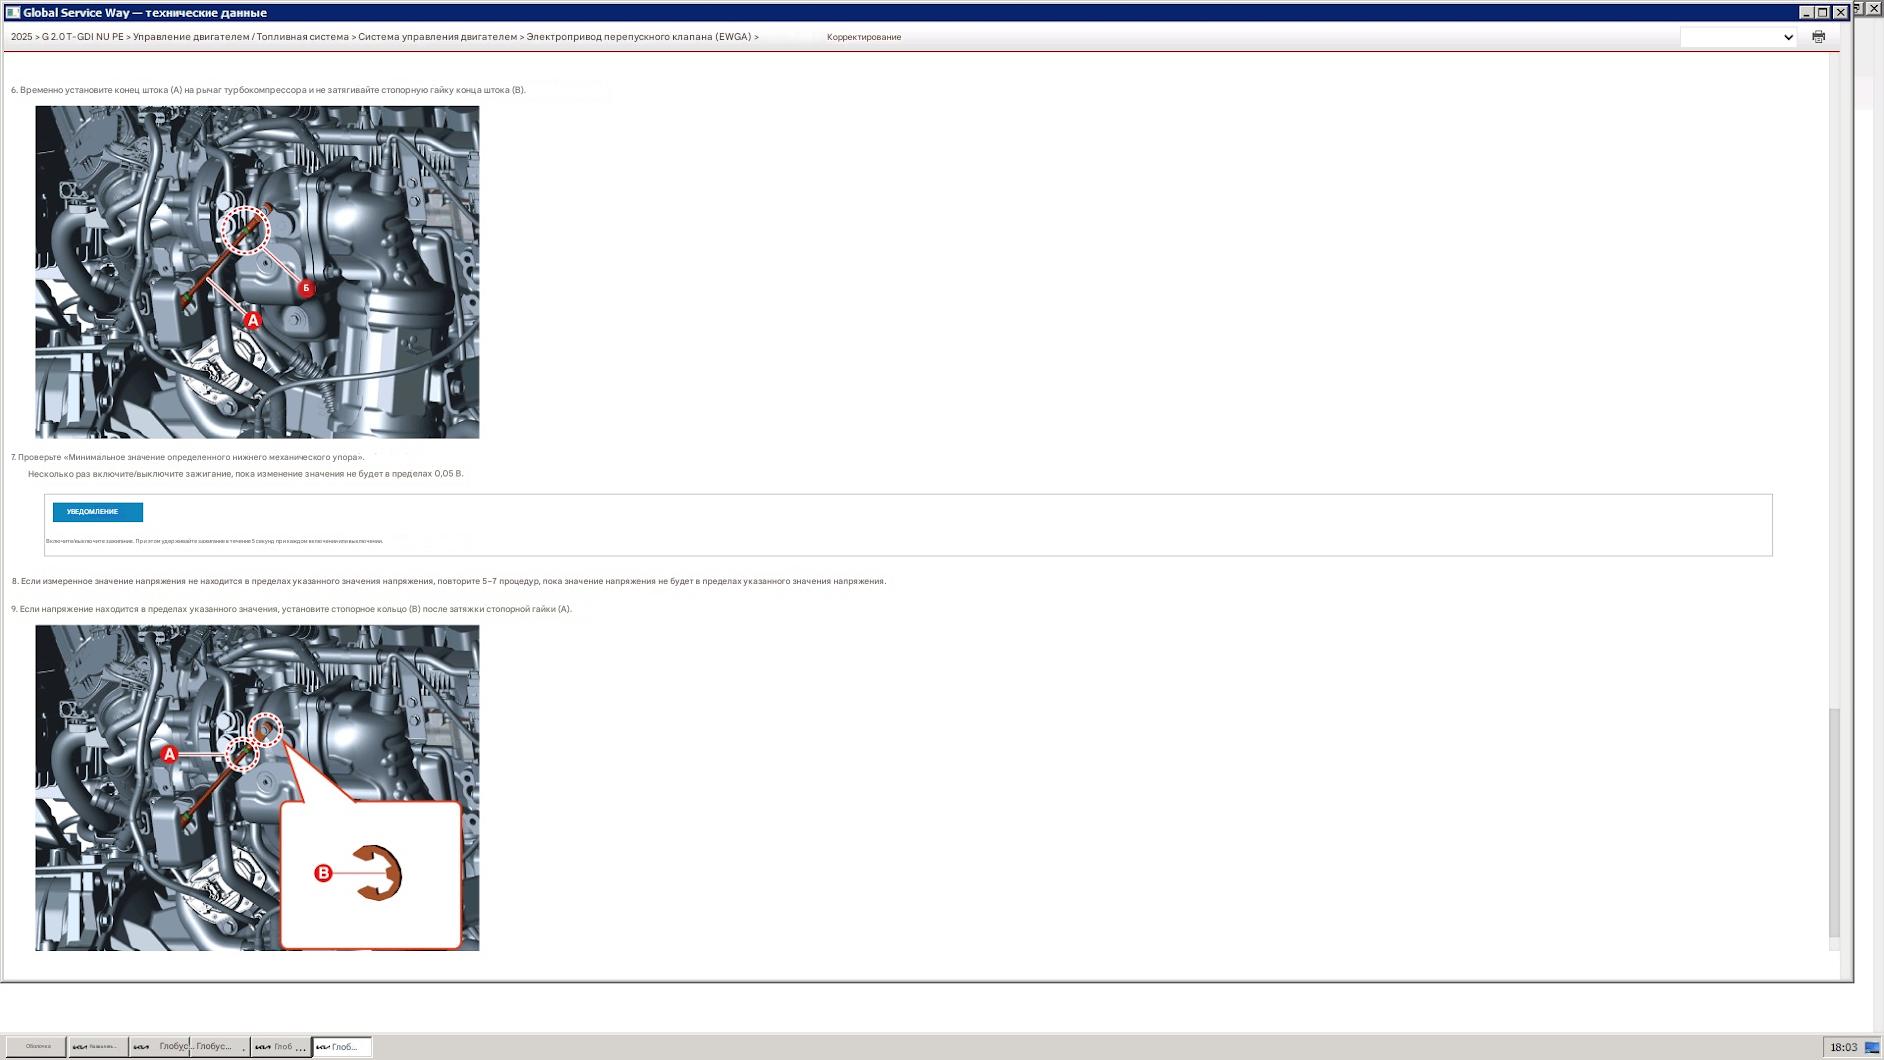 Global Service Way — технические данные
2025 > G 2.0 T-GDI NU PE > Управление двигателем / Топливная система > Система управления двигателем > Электропривод перепускного клапана (EWGA) > Корректирование
6. Временно установите конец штока (A) на рычаг турбокомпрессора и не затягивайте стопорную гайку конца штока (B).
Б
A
7. Проверьте «Минимальное значение определенного нижнего механического упора».
Несколько раз включите/выключите зажигание, пока изменение значения не будет в пределах 0,05 В.
УВЕДОМЛЕНИЕ
Включите/выключите зажигание. При этом удерживайте зажигание в течение 5 секунд при каждом включении или выключении.
8. Если измеренное значение напряжения не находится в пределах указанного значения напряжения, повторите 5–7 процедур, пока значение напряжения не будет в пределах указанного значения напряжения.
9. Если напряжение находится в пределах указанного значения, установите стопорное кольцо (B) после затяжки стопорной гайки (A).
A
B
Оболочка
Глобус...
Глобус...
Глоб ...
Глоб...
18:03